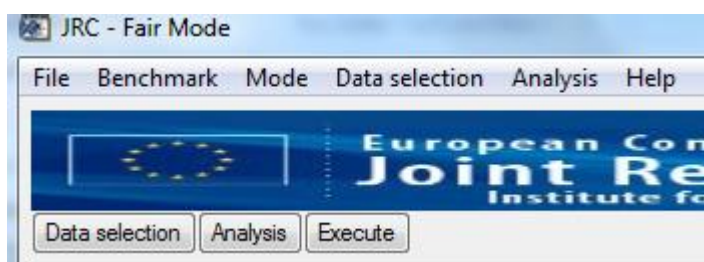 JRC - Fair Mode
File Benchmark Mode Data selection Analysis Help
European Con
Joint Re
Institute fo
Data selection Analysis Execute